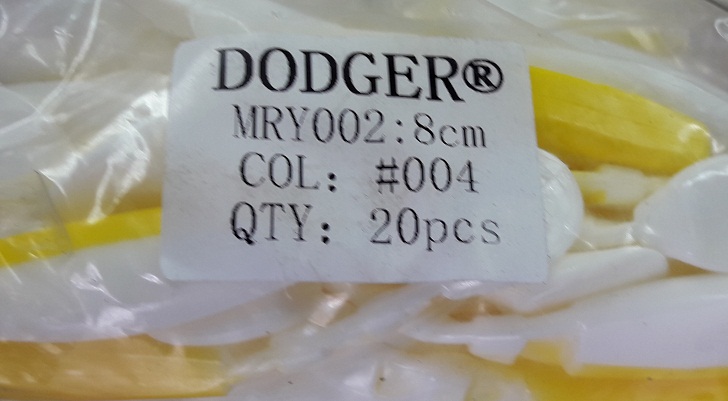 DODGER®
MRY002:8cm
COL: #004
QTY: 20pcs